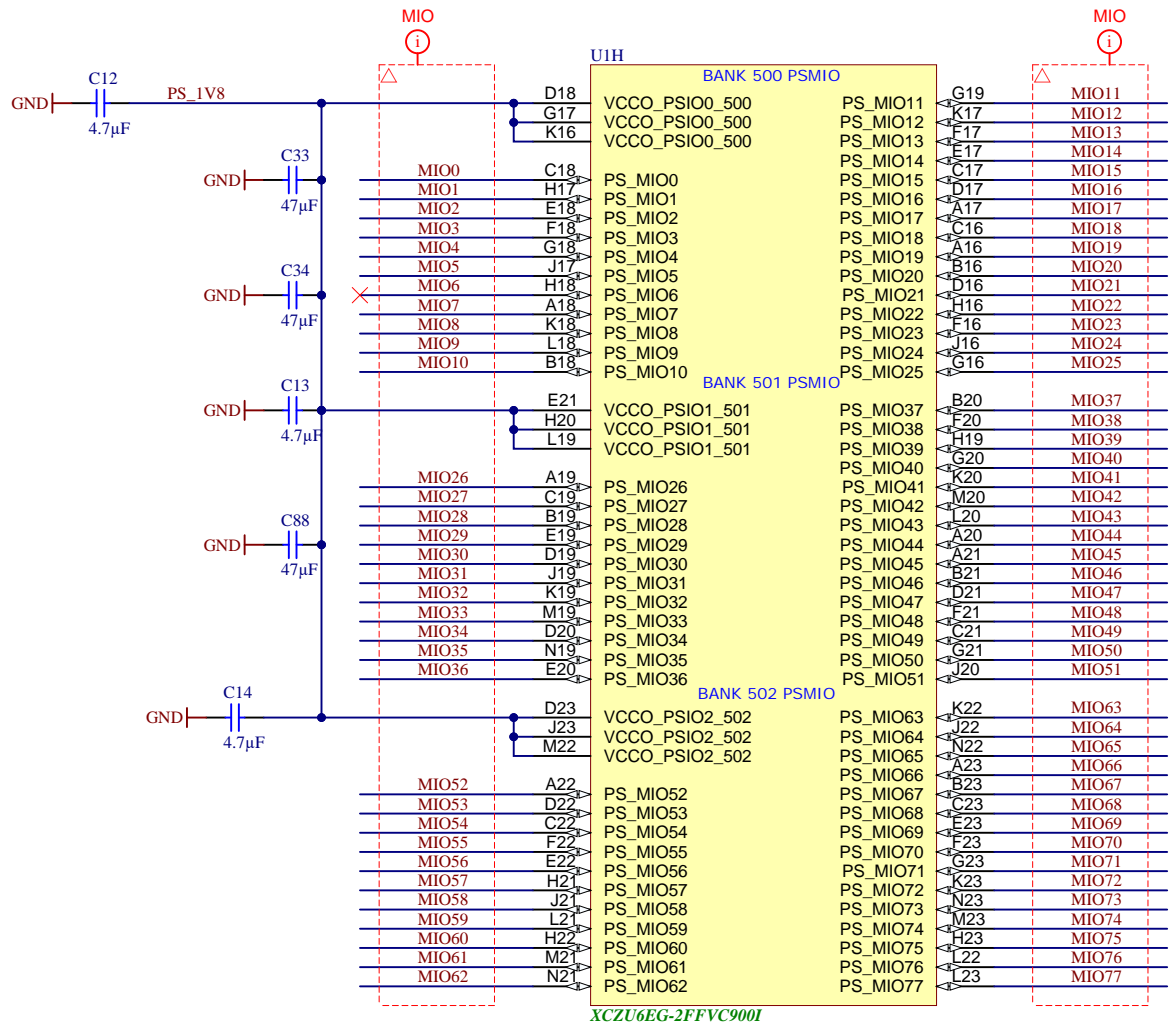 MIO MIO
i i
U1H
BANK 500 PSMIO
C12 PS_1V8 D18 VCCO_PSIO0_500 PS_MIO11 G19 MIO11
GND G17 VCCO_PSIO0_500 PS_MIO12 K17 MIO12
4.7µF K16 VCCO_PSIO0_500 PS_MIO13 F17 MIO13
C33 PS_MIO14 E17 MIO14
GND MIO0 C18 PS_MIO0 PS_MIO15 C17 MIO15
47µF MIO1 H17 PS_MIO1 PS_MIO16 D17 MIO16
MIO2 E18 PS_MIO2 PS_MIO17 A17 MIO17
MIO3 F18 PS_MIO3 PS_MIO18 C16 MIO18
MIO4 G18 PS_MIO4 PS_MIO19 A16 MIO19
C34 MIO5 J17 PS_MIO5 PS_MIO20 B16 MIO20
GND MIO6 H18 PS_MIO6 PS_MIO21 D16 MIO21
47µF MIO7 A18 PS_MIO7 PS_MIO22 H16 MIO22
MIO8 K18 PS_MIO8 PS_MIO23 F16 MIO23
MIO9 L18 PS_MIO9 PS_MIO24 J16 MIO24
MIO10 B18 PS_MIO10 PS_MIO25 G16 MIO25
BANK 501 PSMIO
C13 E21 VCCO_PSIO1_501 PS_MIO37 B20 MIO37
GND H20 VCCO_PSIO1_501 PS_MIO38 F20 MIO38
4.7µF L19 VCCO_PSIO1_501 PS_MIO39 H19 MIO39
PS_MIO40 G20 MIO40
MIO26 A19 PS_MIO26 PS_MIO41 K20 MIO41
MIO27 C19 PS_MIO27 PS_MIO42 M20 MIO42
MIO28 B19 PS_MIO28 PS_MIO43 L20 MIO43
C88 MIO29 E19 PS_MIO29 PS_MIO44 A20 MIO44
GND MIO30 D19 PS_MIO30 PS_MIO45 A21 MIO45
47µF MIO31 J19 PS_MIO31 PS_MIO46 B21 MIO46
MIO32 K19 PS_MIO32 PS_MIO47 D21 MIO47
MIO33 M19 PS_MIO33 PS_MIO48 F21 MIO48
MIO34 D20 PS_MIO34 PS_MIO49 C21 MIO49
MIO35 N19 PS_MIO35 PS_MIO50 G21 MIO50
MIO36 E20 PS_MIO36 PS_MIO51 J20 MIO51
BANK 502 PSMIO
C14 D23 VCCO_PSIO2_502 PS_MIO63 K22 MIO63
GND J23 VCCO_PSIO2_502 PS_MIO64 J22 MIO64
4.7µF M22 VCCO_PSIO2_502 PS_MIO65 N22 MIO65
PS_MIO66 A23 MIO66
MIO52 A22 PS_MIO52 PS_MIO67 B23 MIO67
MIO53 D22 PS_MIO53 PS_MIO68 C23 MIO68
MIO54 C22 PS_MIO54 PS_MIO69 E23 MIO69
MIO55 F22 PS_MIO55 PS_MIO70 F23 MIO70
MIO56 E22 PS_MIO56 PS_MIO71 G23 MIO71
MIO57 H21 PS_MIO57 PS_MIO72 K23 MIO72
MIO58 J21 PS_MIO58 PS_MIO73 N23 MIO73
MIO59 L21 PS_MIO59 PS_MIO74 M23 MIO74
MIO60 H22 PS_MIO60 PS_MIO75 H23 MIO75
MIO61 M21 PS_MIO61 PS_MIO76 L22 MIO76
MIO62 N21 PS_MIO62 PS_MIO77 L23 MIO77
XCZU6EG-2FFVC900I